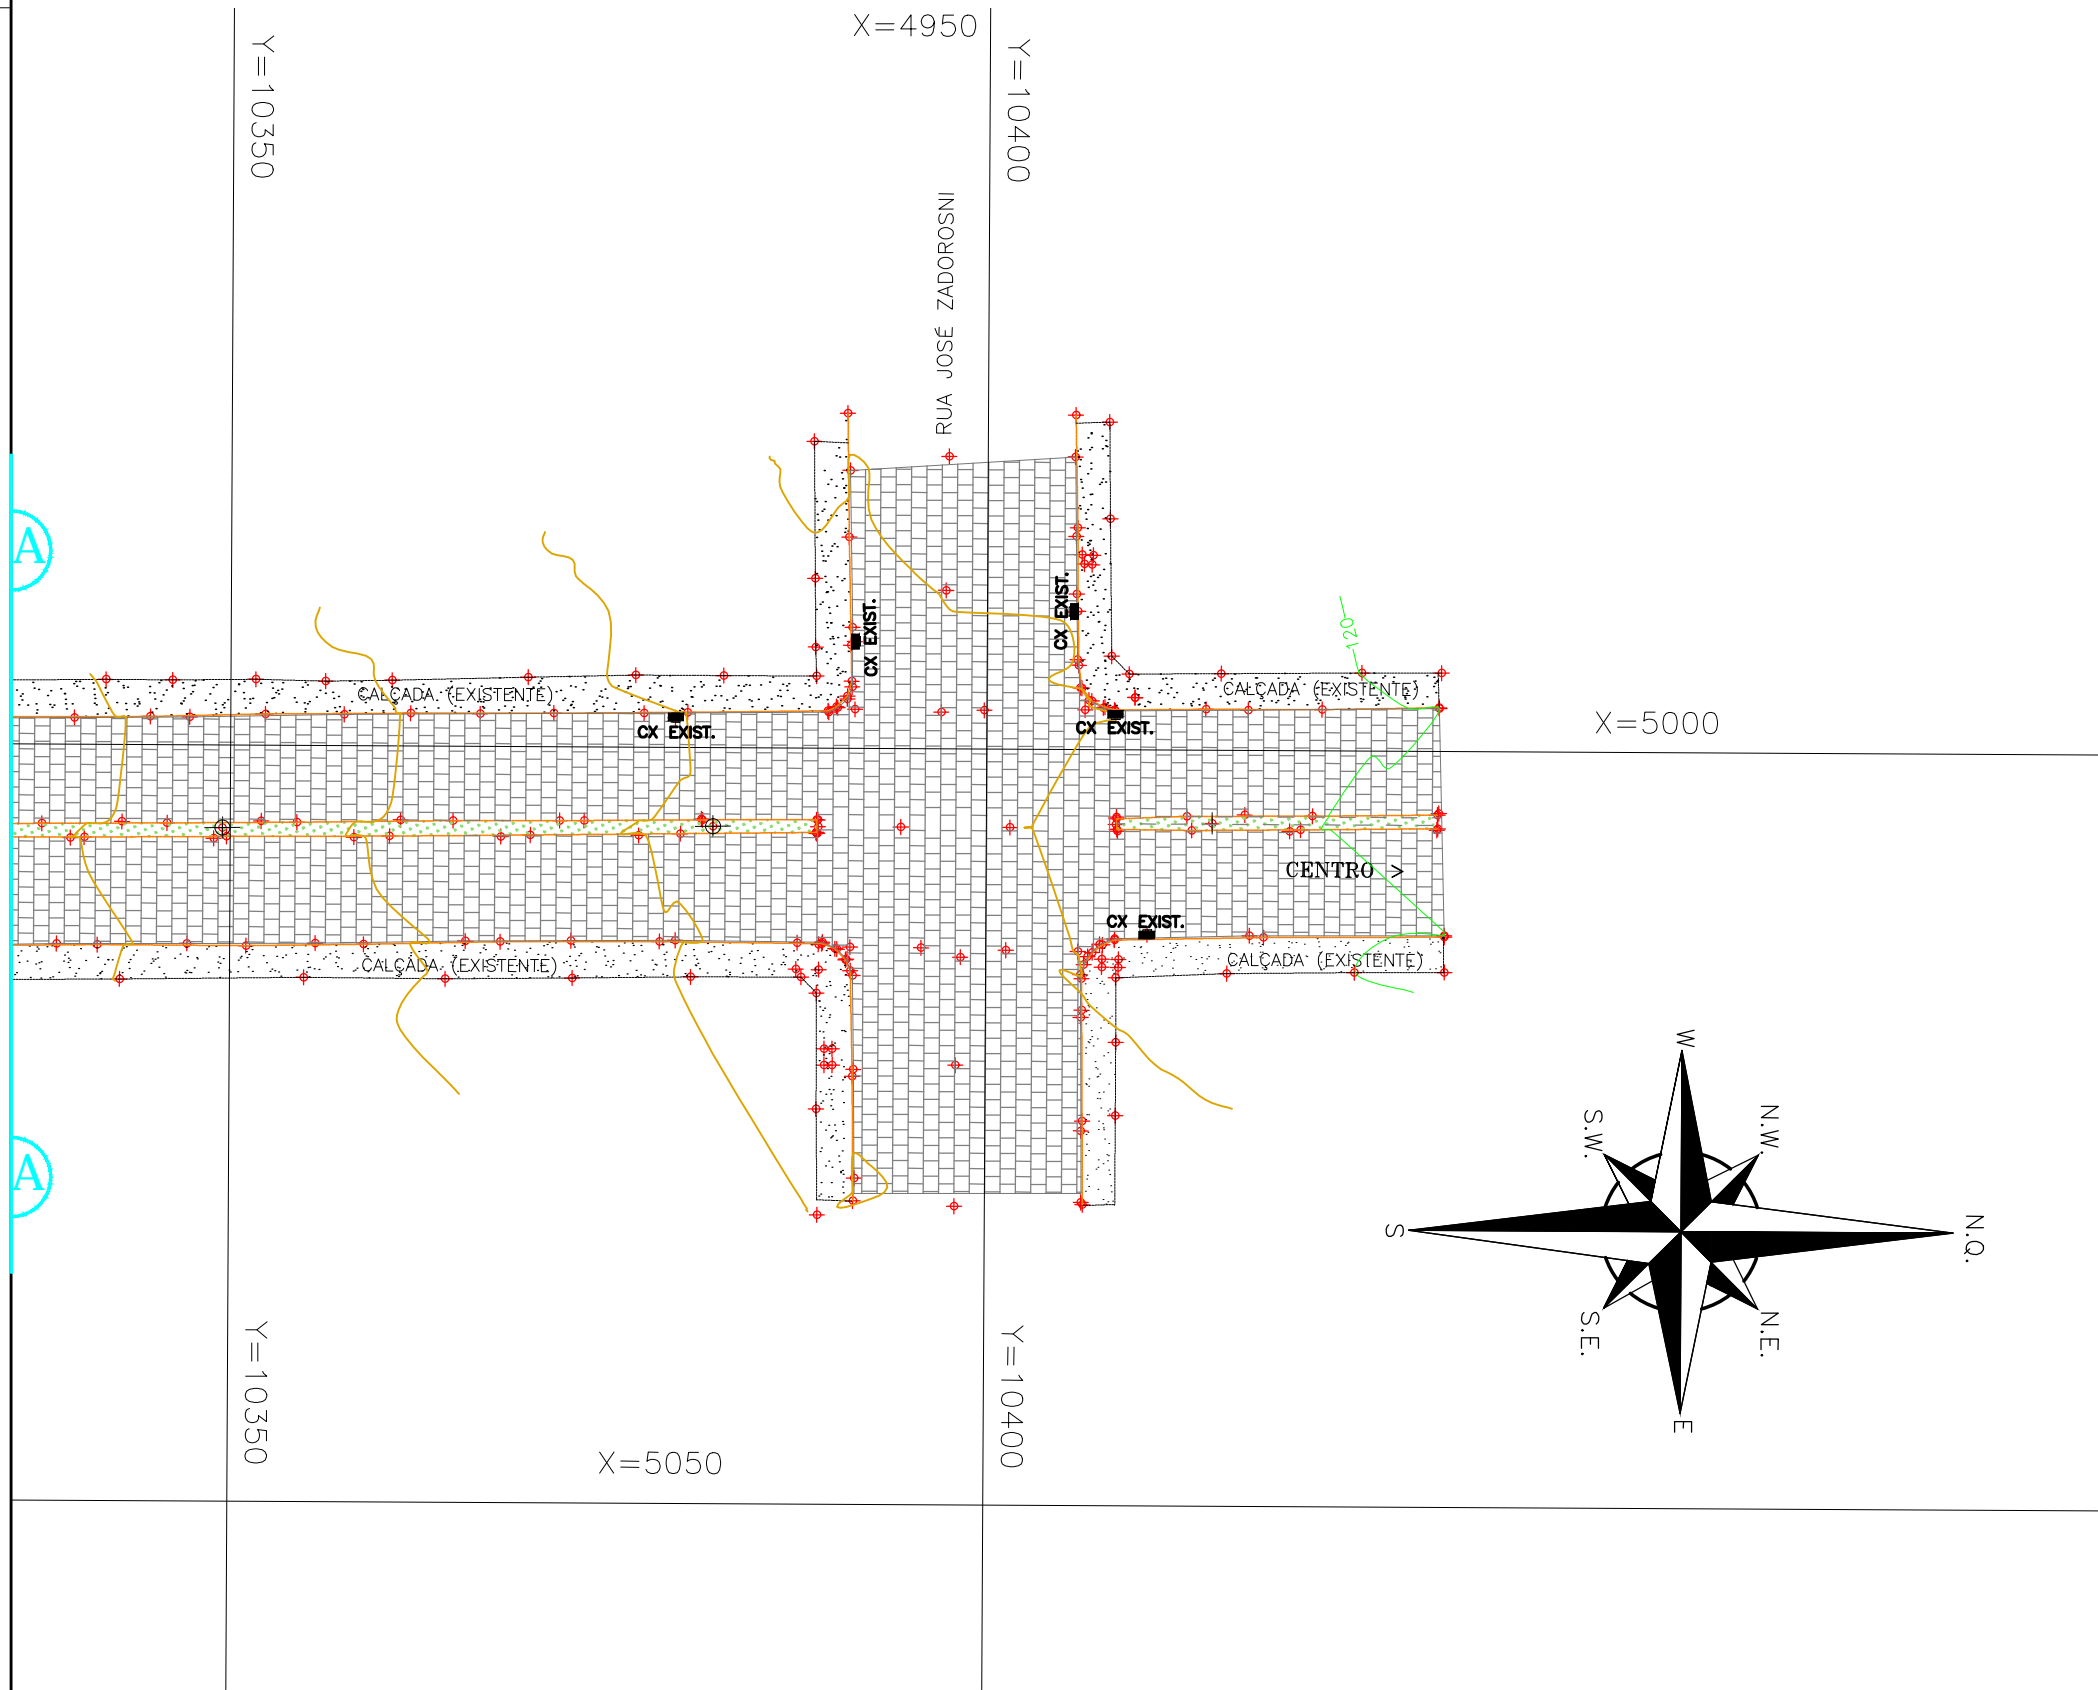 X=4950
Y=10350
Y=10400
RUA JOSÉ ZADOROSNI
A
CX EXIST.
CX EXIST.
120
CALÇADA (EXISTENTE)
CALÇADA (EXISTENTE)
CX EXIST.
CX EXIST.
X=5000
CENTRO >
CX EXIST.
CALÇADA (EXISTENTE)
CALÇADA (EXISTENTE)
A
W
S.W.
N.W.
S
N.Q.
S.E.
N.E.
E
Y=10350
Y=10400
X=5050